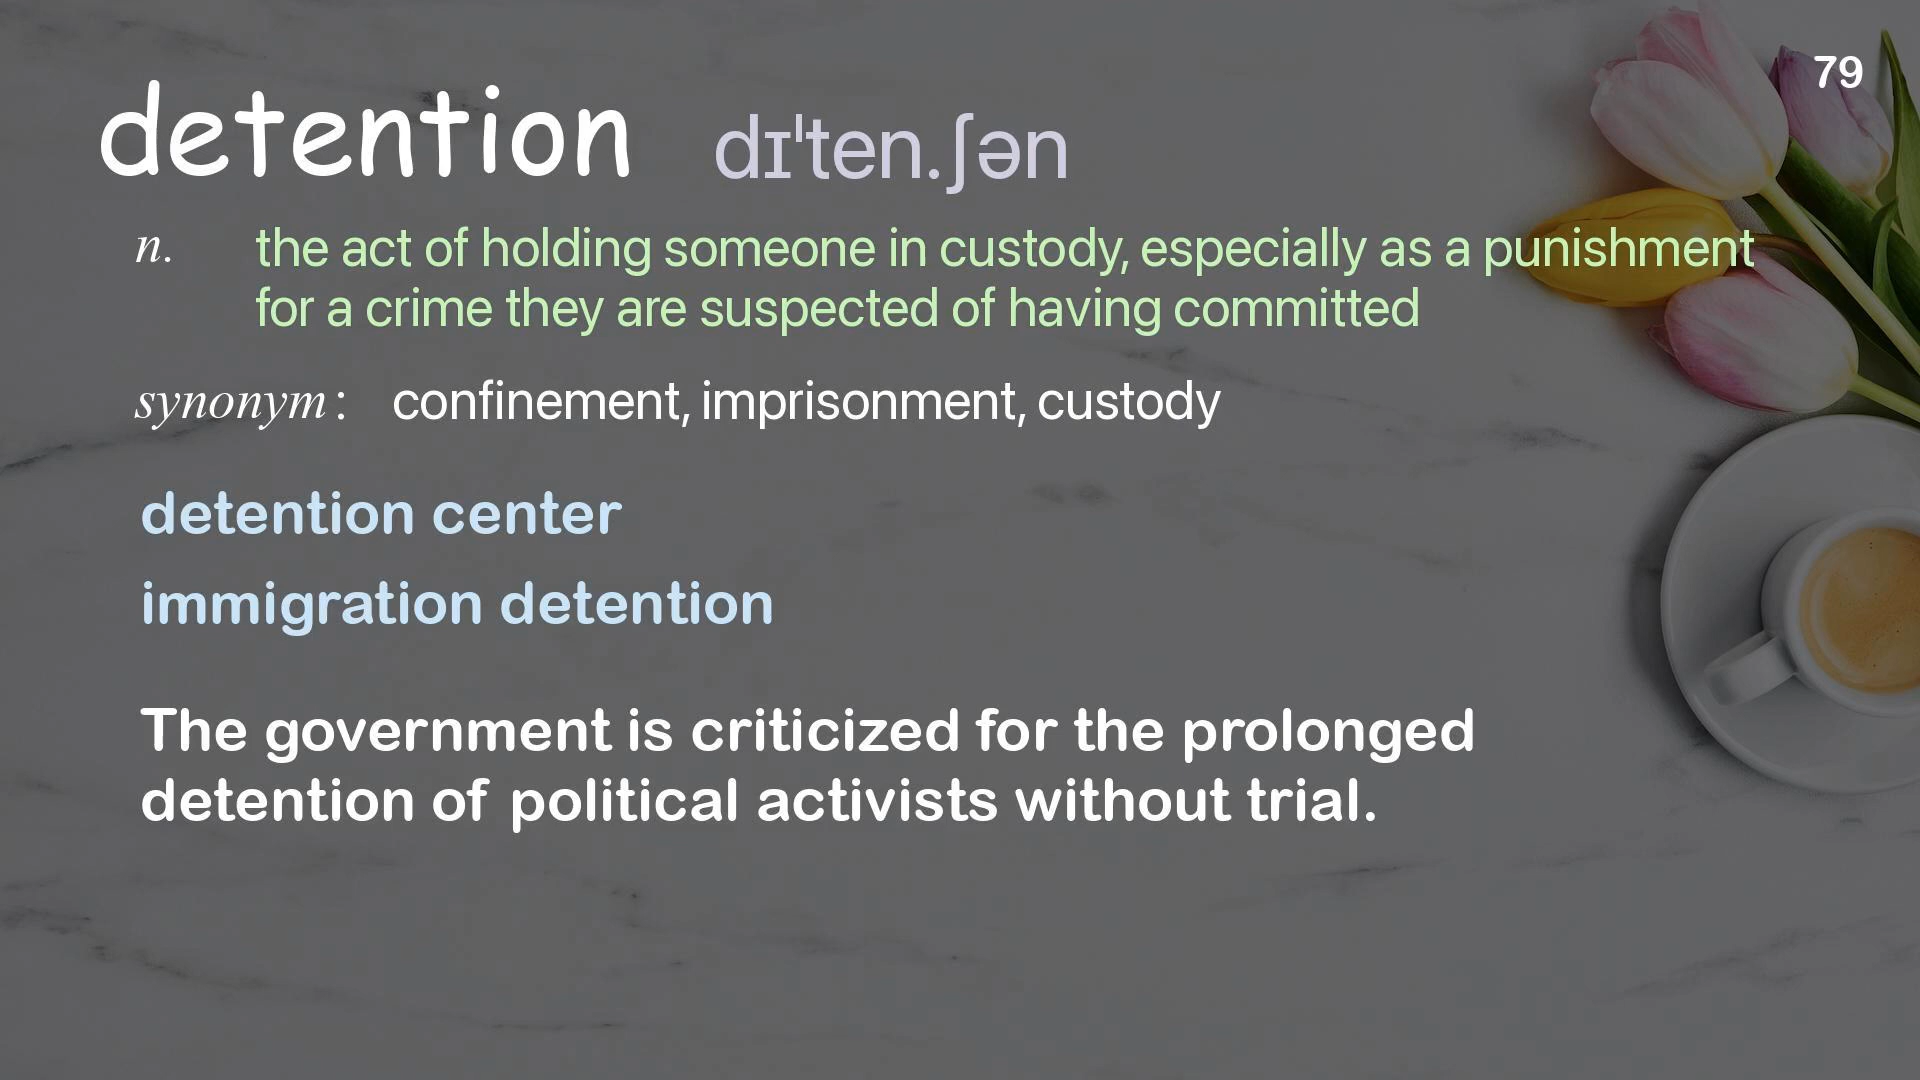 79
detention dɪˈten.ʃən
n. the act of holding someone in custody, especially as a punishment
for a crime they are suspected of having committed
synonym : confinement, imprisonment, custody
detention center
immigration detention
The government is criticized for the prolonged
detention of political activists without trial.